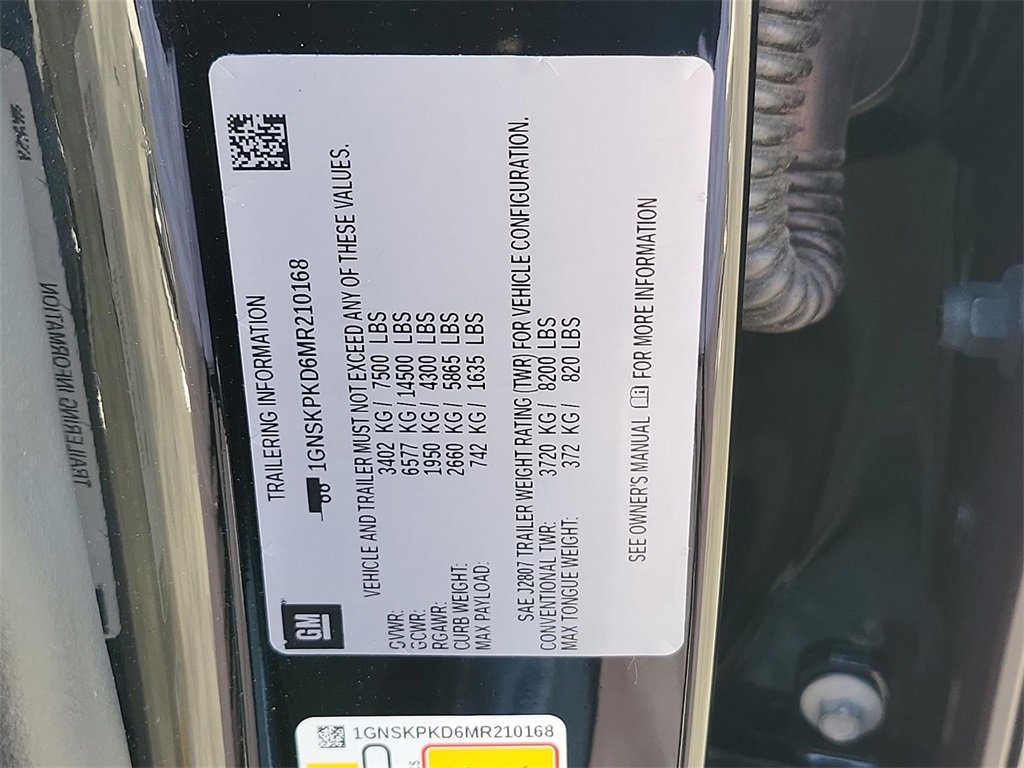 GM
TRAILERING INFORMATION
1GNSKPKD6MR210168
VEHICLE AND TRAILER MUST NOT EXCEED ANY OF THESE VALUES.
GVWR: 3402 KG / 7500 LBS
GCWR: 6577 KG / 14500 LBS
RGAWR: 1950 KG / 4300 LBS
CURB WEIGHT: 2660 KG / 5865 LBS
MAX PAYLOAD: 742 KG / 1635 LBS
SAE J2807 TRAILER WEIGHT RATING (TWR) FOR VEHICLE CONFIGURATION.
CONVENTIONAL TWR: 3720 KG / 8200 LBS
MAX TONGUE WEIGHT: 372 KG / 820 LBS
SEE OWNER'S MANUAL FOR MORE INFORMATION
1GNSKPKD6MR210168
TRAILERING INFORMATION